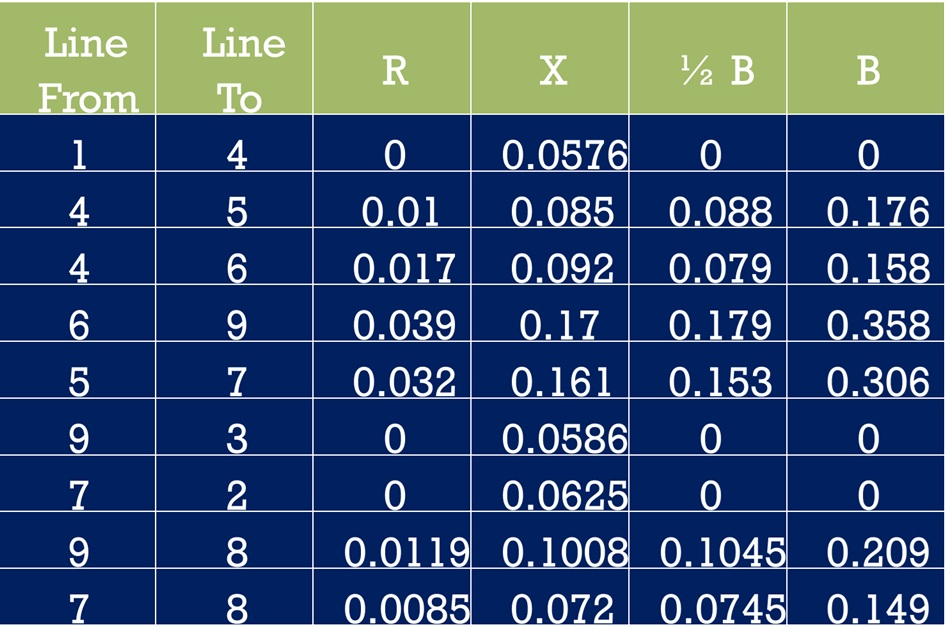 Line From Line To R X ½ B B
1 4 0 0.0576 0 0
4 5 0.01 0.085 0.088 0.176
4 6 0.017 0.092 0.079 0.158
6 9 0.039 0.17 0.179 0.358
5 7 0.032 0.161 0.153 0.306
9 3 0 0.0586 0 0
7 2 0 0.0625 0 0
9 8 0.0119 0.1008 0.1045 0.209
7 8 0.0085 0.072 0.0745 0.149